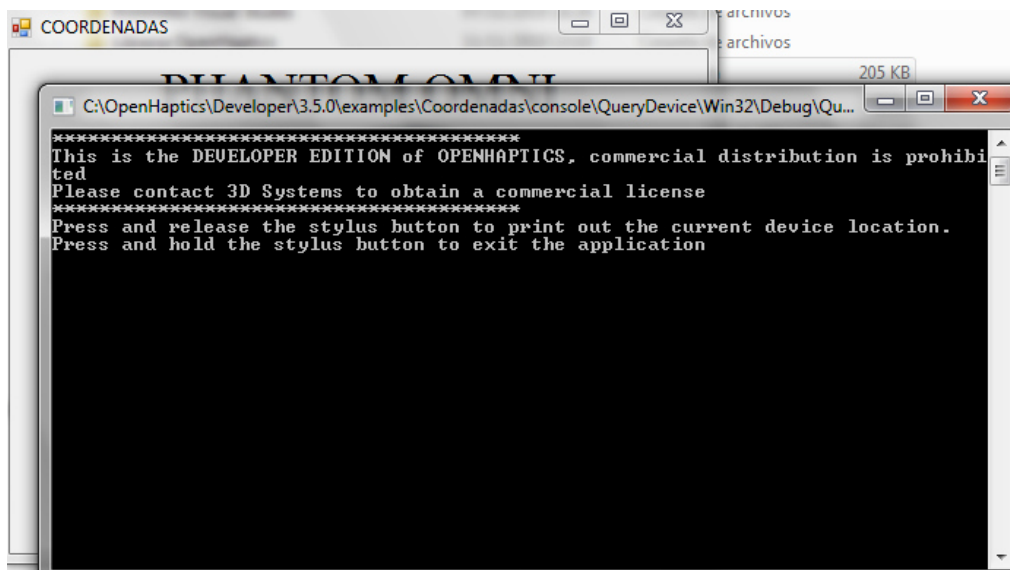 COORDENADAS
e archivos
e archivos
205 KB
PHANTOM OMNI
C:\OpenHaptics\Developer\3.5.0\examples\Coordenadas\console\QueryDevice\Win32\Debug\Qu...
****************************************
This is the DEVELOPER EDITION of OPENHAPTICS, commercial distribution is prohibi
ted
Please contact 3D Systems to obtain a commercial license
****************************************
Press and release the stylus button to print out the current device location.
Press and hold the stylus button to exit the application